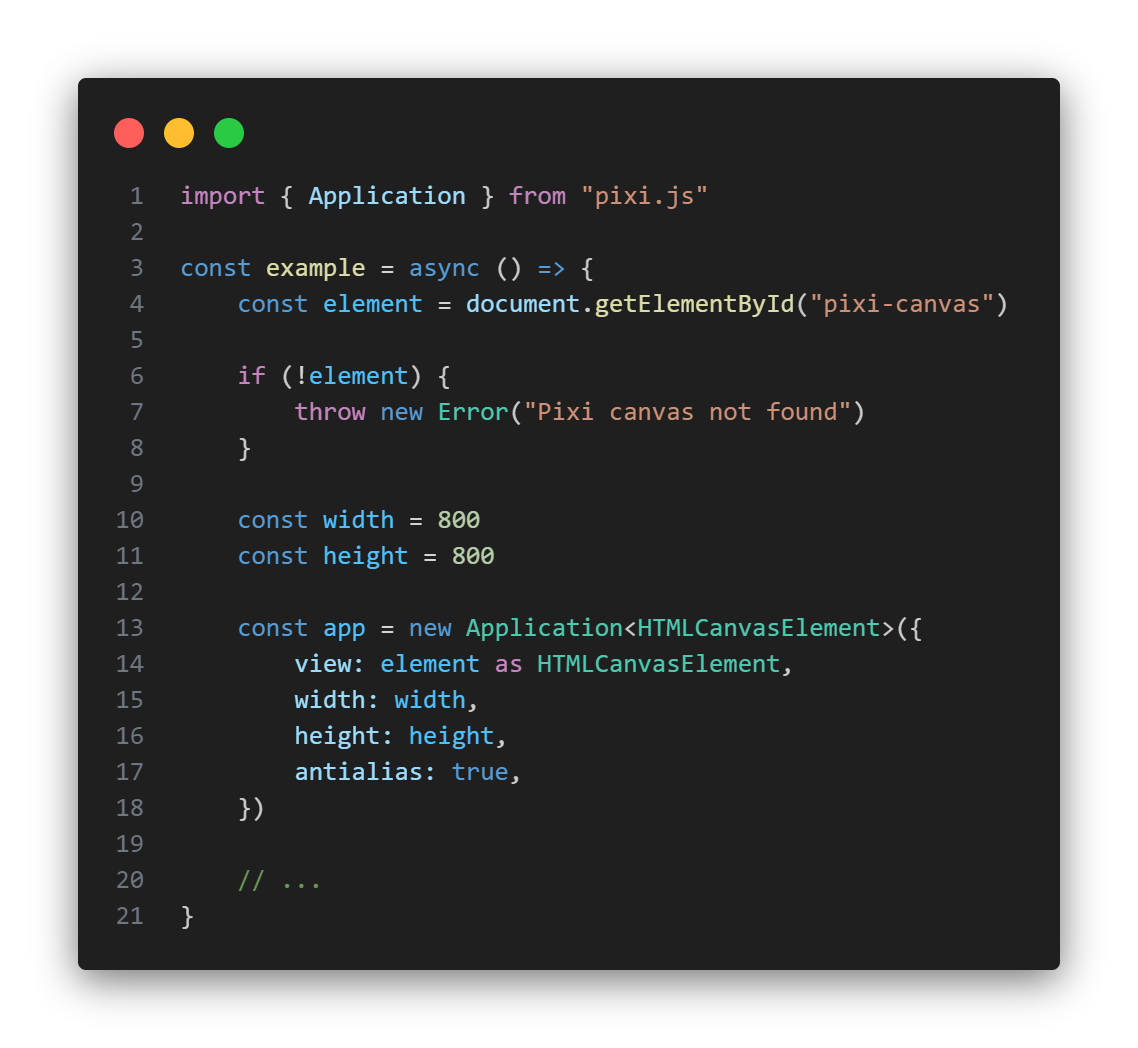 1 import { Application } from "pixi.js"
2
3 const example = async () => {
4     const element = document.getElementById("pixi-canvas")
5
6     if (!element) {
7         throw new Error("Pixi canvas not found")
8     }
9
10     const width = 800
11     const height = 800
12
13     const app = new Application<HTMLCanvasElement>({
14         view: element as HTMLCanvasElement,
15         width: width,
16         height: height,
17         antialias: true,
18     })
19
20     // ...
21 }